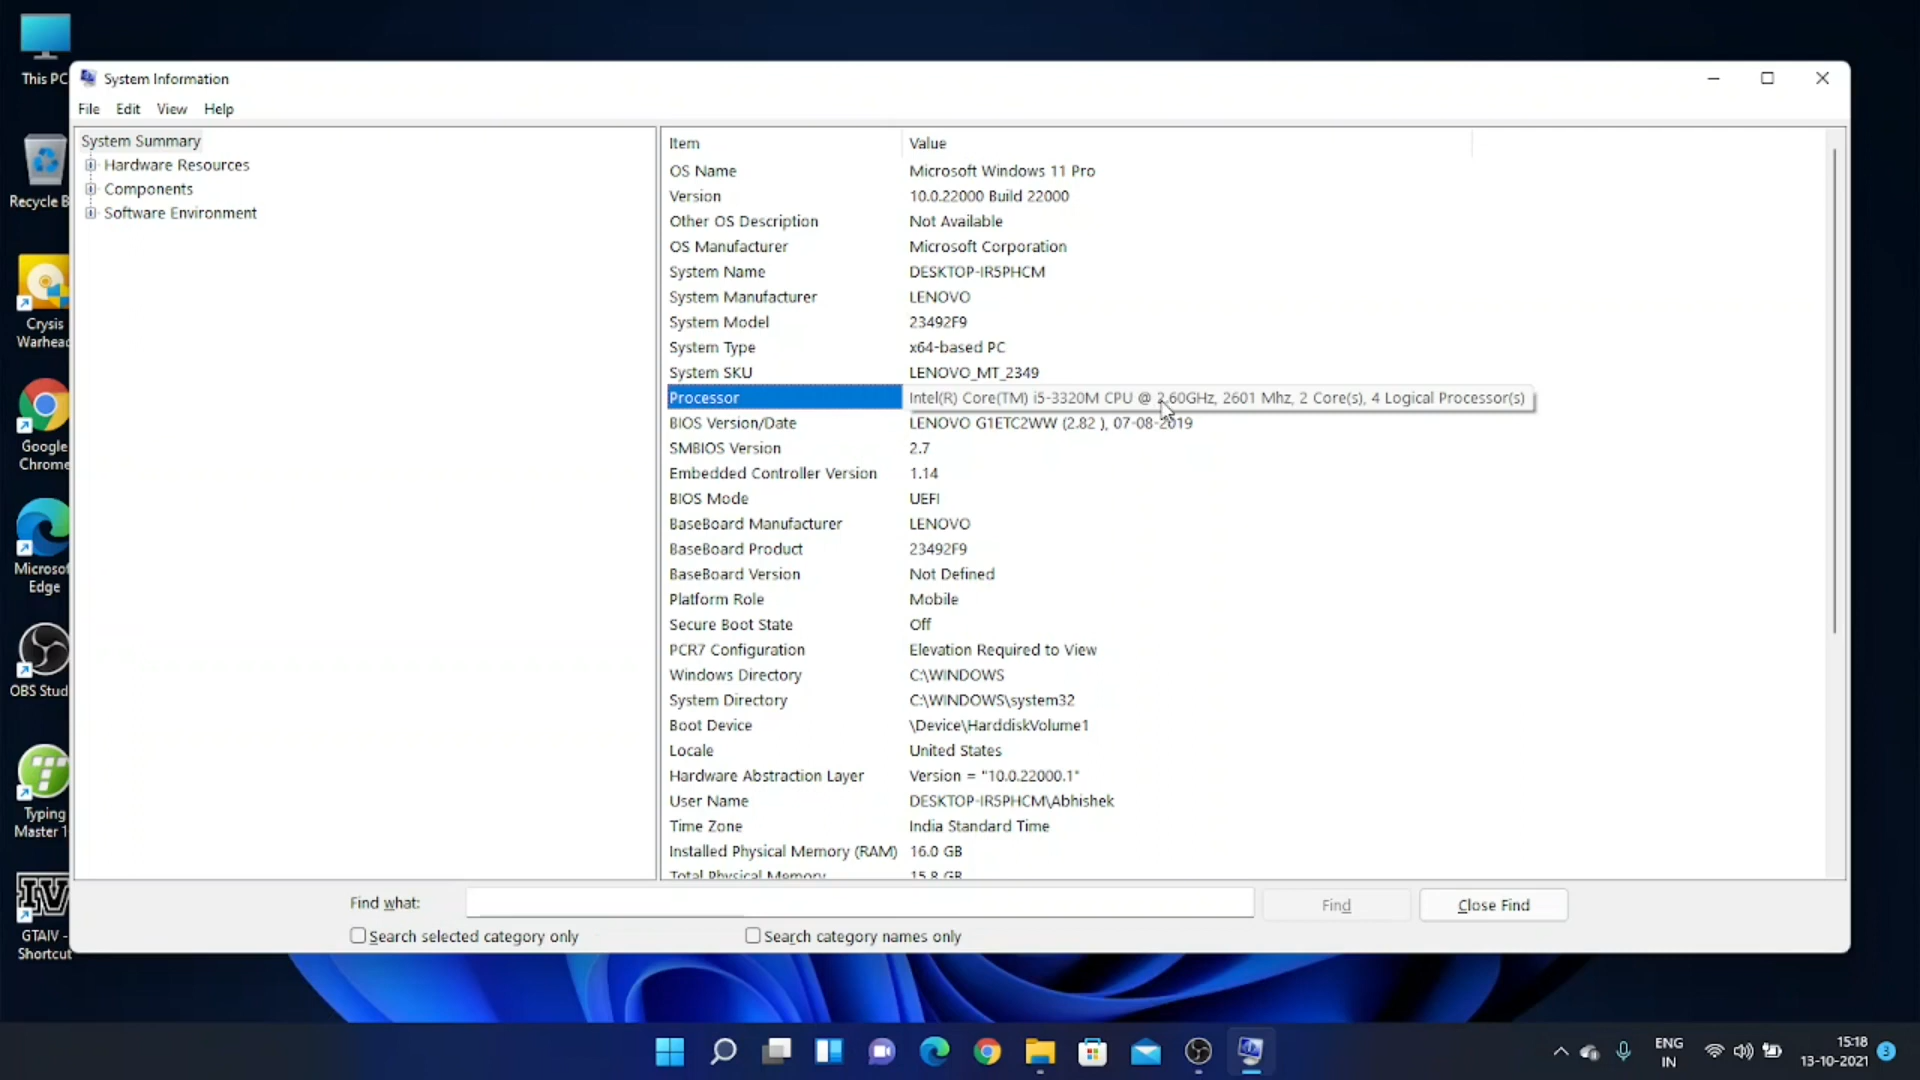 This PC
Recycle B
Crysis
Warhead
Google
Chrome
Microsof
Edge
OBS Stud
Typing
Master 1
GTAIV -
Shortcut
System Information
File Edit View Help
System Summary
Hardware Resources
Components
Software Environment
Item Value
OS Name Microsoft Windows 11 Pro
Version 10.0.22000 Build 22000
Other OS Description Not Available
OS Manufacturer Microsoft Corporation
System Name DESKTOP-IR5PHCM
System Manufacturer LENOVO
System Model 23492F9
System Type x64-based PC
System SKU LENOVO_MT_2349
Processor Intel(R) Core(TM) i5-3320M CPU @ 2.60GHz, 2601 Mhz, 2 Core(s), 4 Logical Processor(s)
BIOS Version/Date LENOVO G1ETC2WW (2.82 ), 07-08-2019
SMBIOS Version 2.7
Embedded Controller Version 1.14
BIOS Mode UEFI
BaseBoard Manufacturer LENOVO
BaseBoard Product 23492F9
BaseBoard Version Not Defined
Platform Role Mobile
Secure Boot State Off
PCR7 Configuration Elevation Required to View
Windows Directory C:\WINDOWS
System Directory C:\WINDOWS\system32
Boot Device \Device\HarddiskVolume1
Locale United States
Hardware Abstraction Layer Version = "10.0.22000.1"
User Name DESKTOP-IR5PHCM\Abhishek
Time Zone India Standard Time
Installed Physical Memory (RAM) 16.0 GB
Total Physical Memory 15.8 GB
Find what: Find Close Find
Search selected category only Search category names only
ENG
IN
15:18
13-10-2021
3